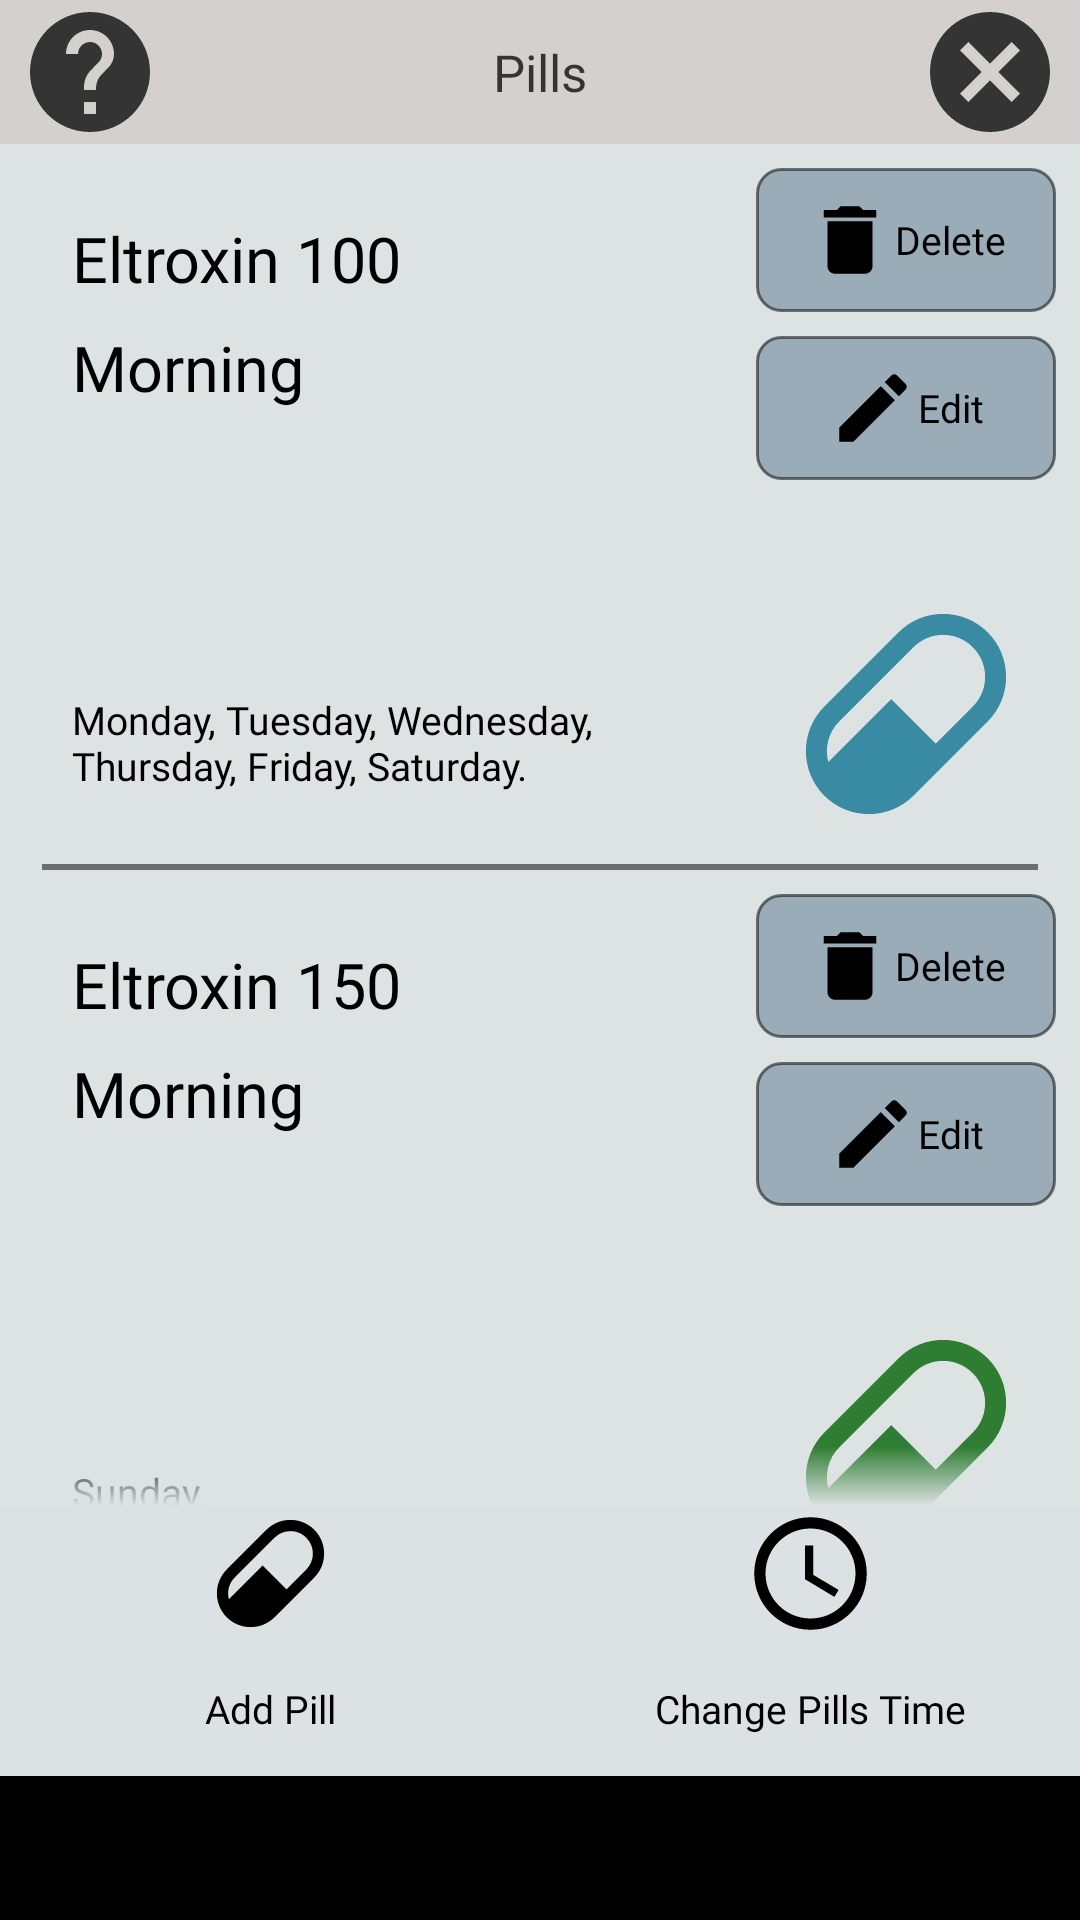 Pills
Eltroxin 100
Delete
Morning
Edit
Monday, Tuesday, Wednesday,
Thursday, Friday, Saturday.
Eltroxin 150
Delete
Morning
Edit
Sunday.
Add Pill
Change Pills Time